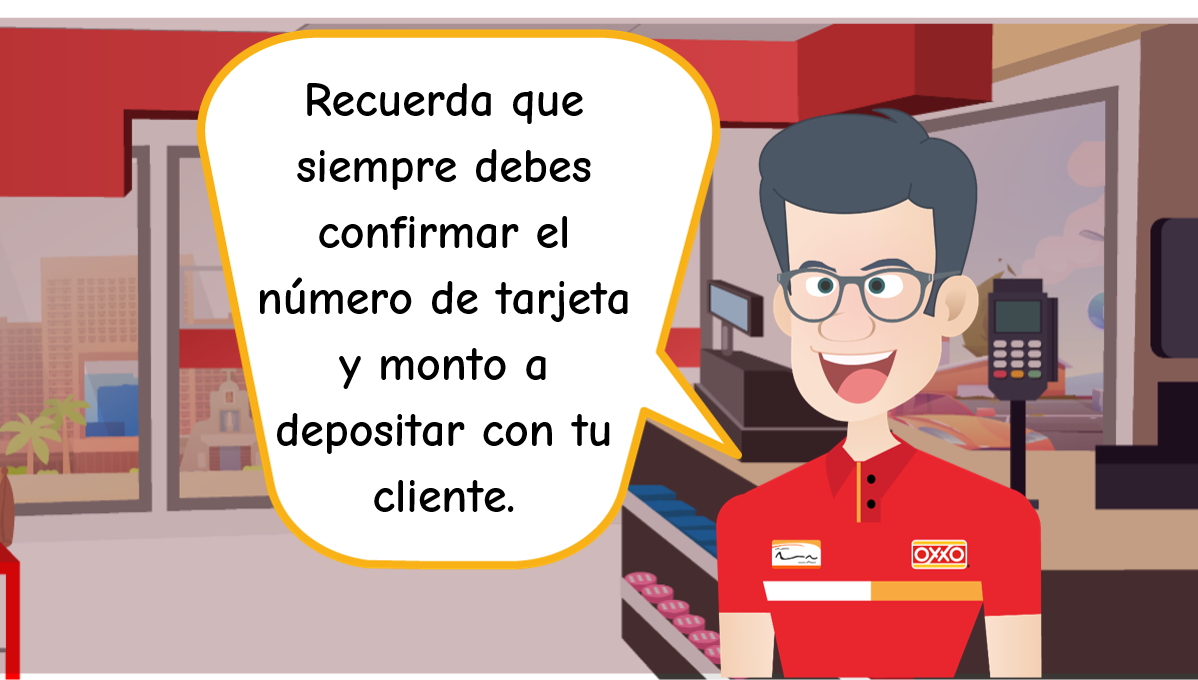 Recuerda que
siempre debes
confirmar el
número de tarjeta
y monto a
depositar con tu
cliente.
OXXO